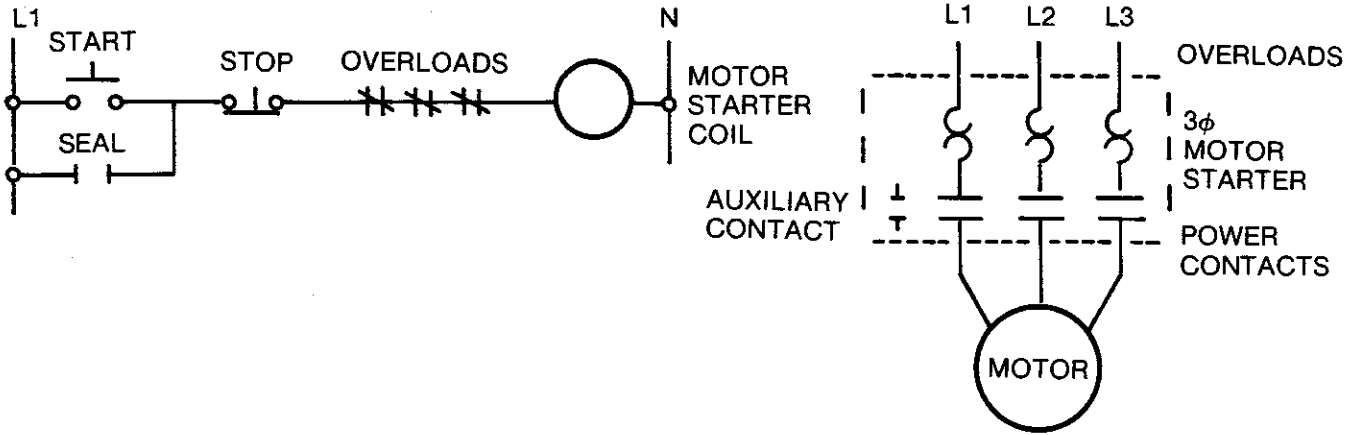 L1
START
SEAL
STOP
OVERLOADS
N
MOTOR
STARTER
COIL
L1 L2 L3
OVERLOADS
3ϕ
MOTOR
STARTER
AUXILIARY
CONTACT
POWER
CONTACTS
MOTOR